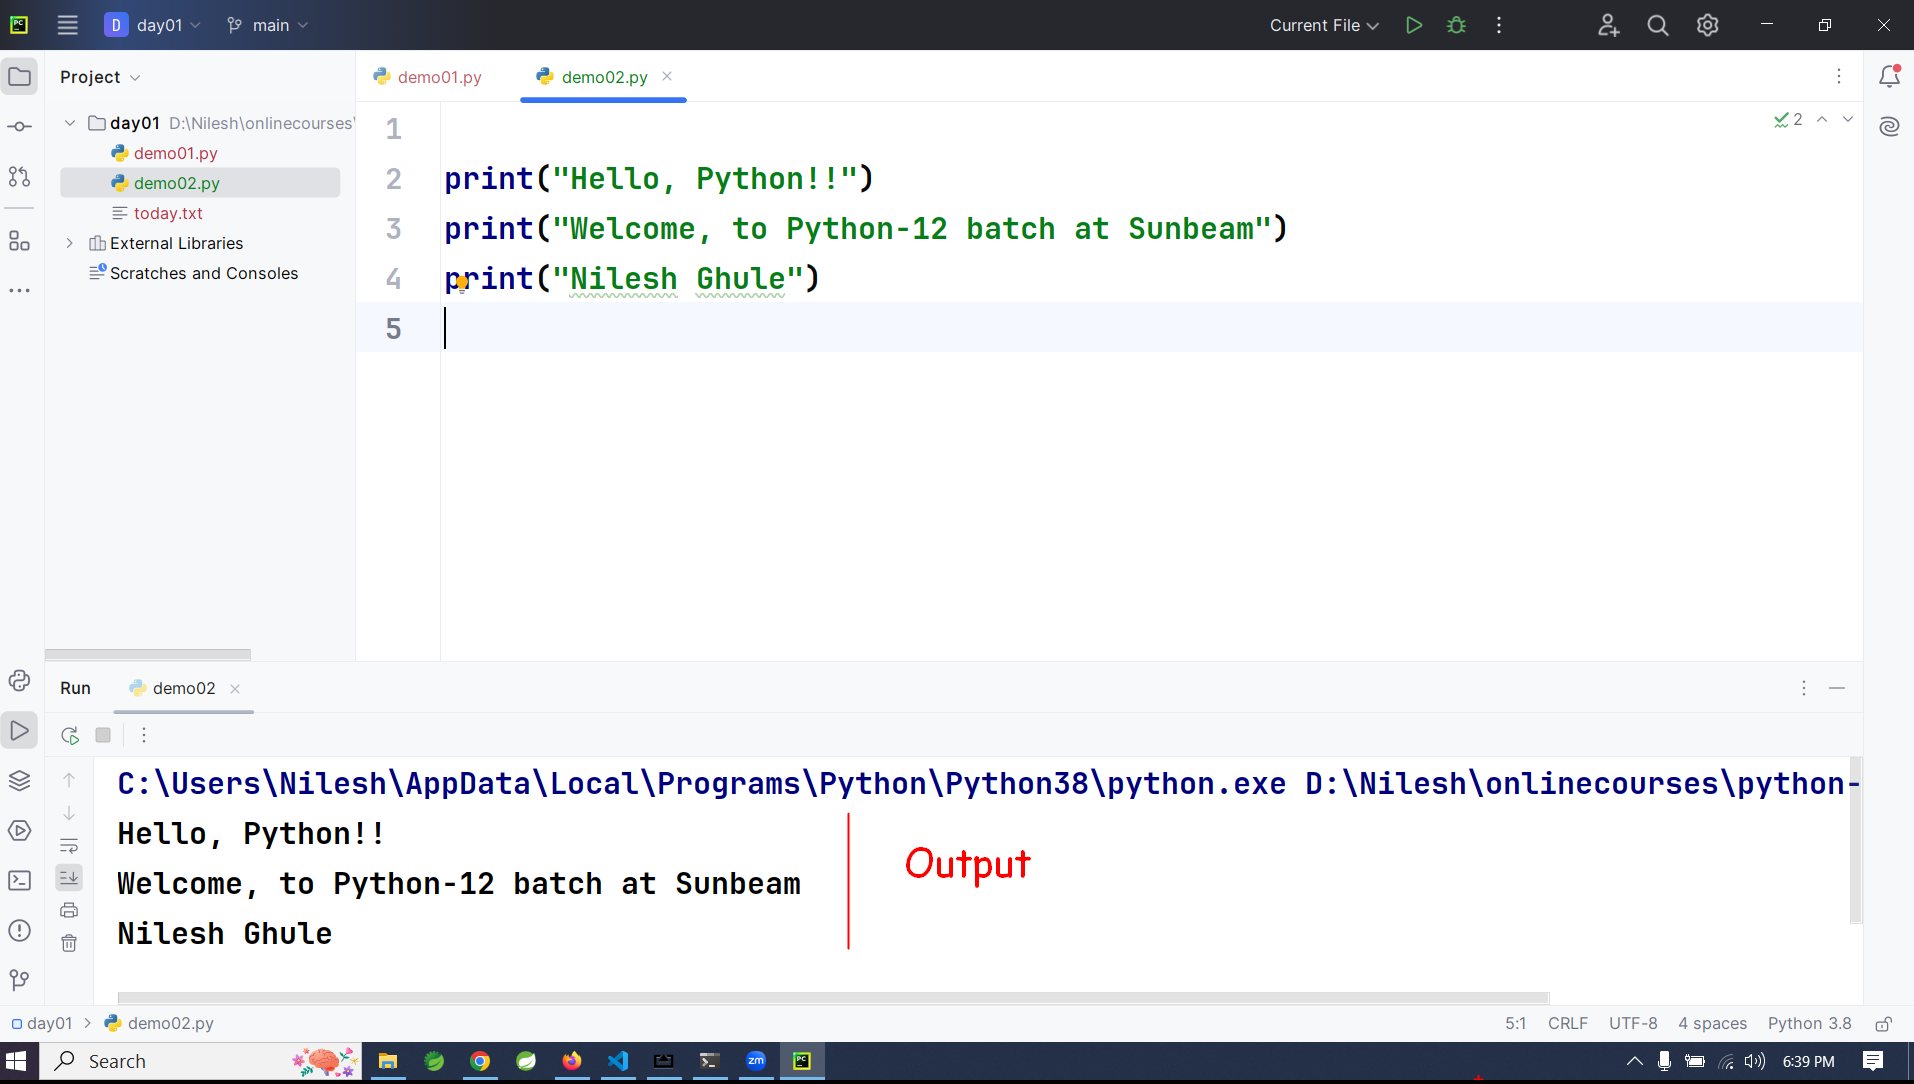 D day01 main Current File
Project
demo01.py demo02.py
day01 D:\Nilesh\onlinecourses\
demo01.py
demo02.py
today.txt
External Libraries
Scratches and Consoles
2
1
2 print("Hello, Python!!")
3 print("Welcome, to Python-12 batch at Sunbeam")
4 print("Nilesh Ghule")
5
Run demo02
C:\Users\Nilesh\AppData\Local\Programs\Python\Python38\python.exe D:\Nilesh\onlinecourses\python-
Hello, Python!!
Output
Welcome, to Python-12 batch at Sunbeam
Nilesh Ghule
day01 > demo02.py 5:1 CRLF UTF-8 4 spaces Python 3.8
Search zm PC 6:39 PM